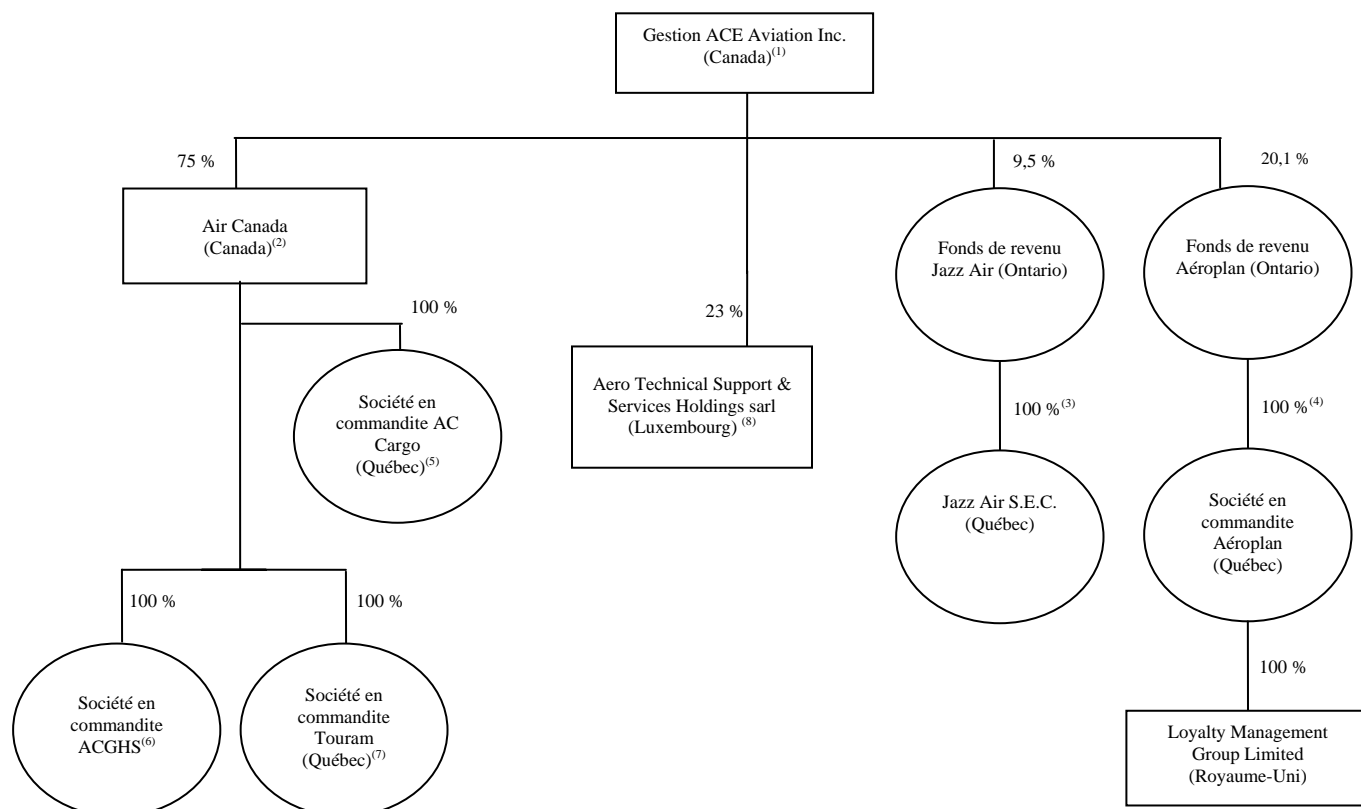 Gestion ACE Aviation Inc.
(Canada)(1)
75 %
9,5 %
20,1 %
Air Canada
(Canada)(2)
Fonds de revenu
Jazz Air (Ontario)
Fonds de revenu
Aéroplan (Ontario)
100 %
23 %
Société en
commandite AC
Cargo
(Québec)(5)
Aero Technical Support &
Services Holdings sarl
(Luxembourg) (8)
100 %(3)
100 %(4)
Jazz Air S.E.C.
(Québec)
Société en
commandite
Aéroplan
(Québec)
100 %
100 %
100 %
Société en
commandite
ACGHS(6)
Société en
commandite
Touram
(Québec)(7)
Loyalty Management
Group Limited
(Royaume-Uni)